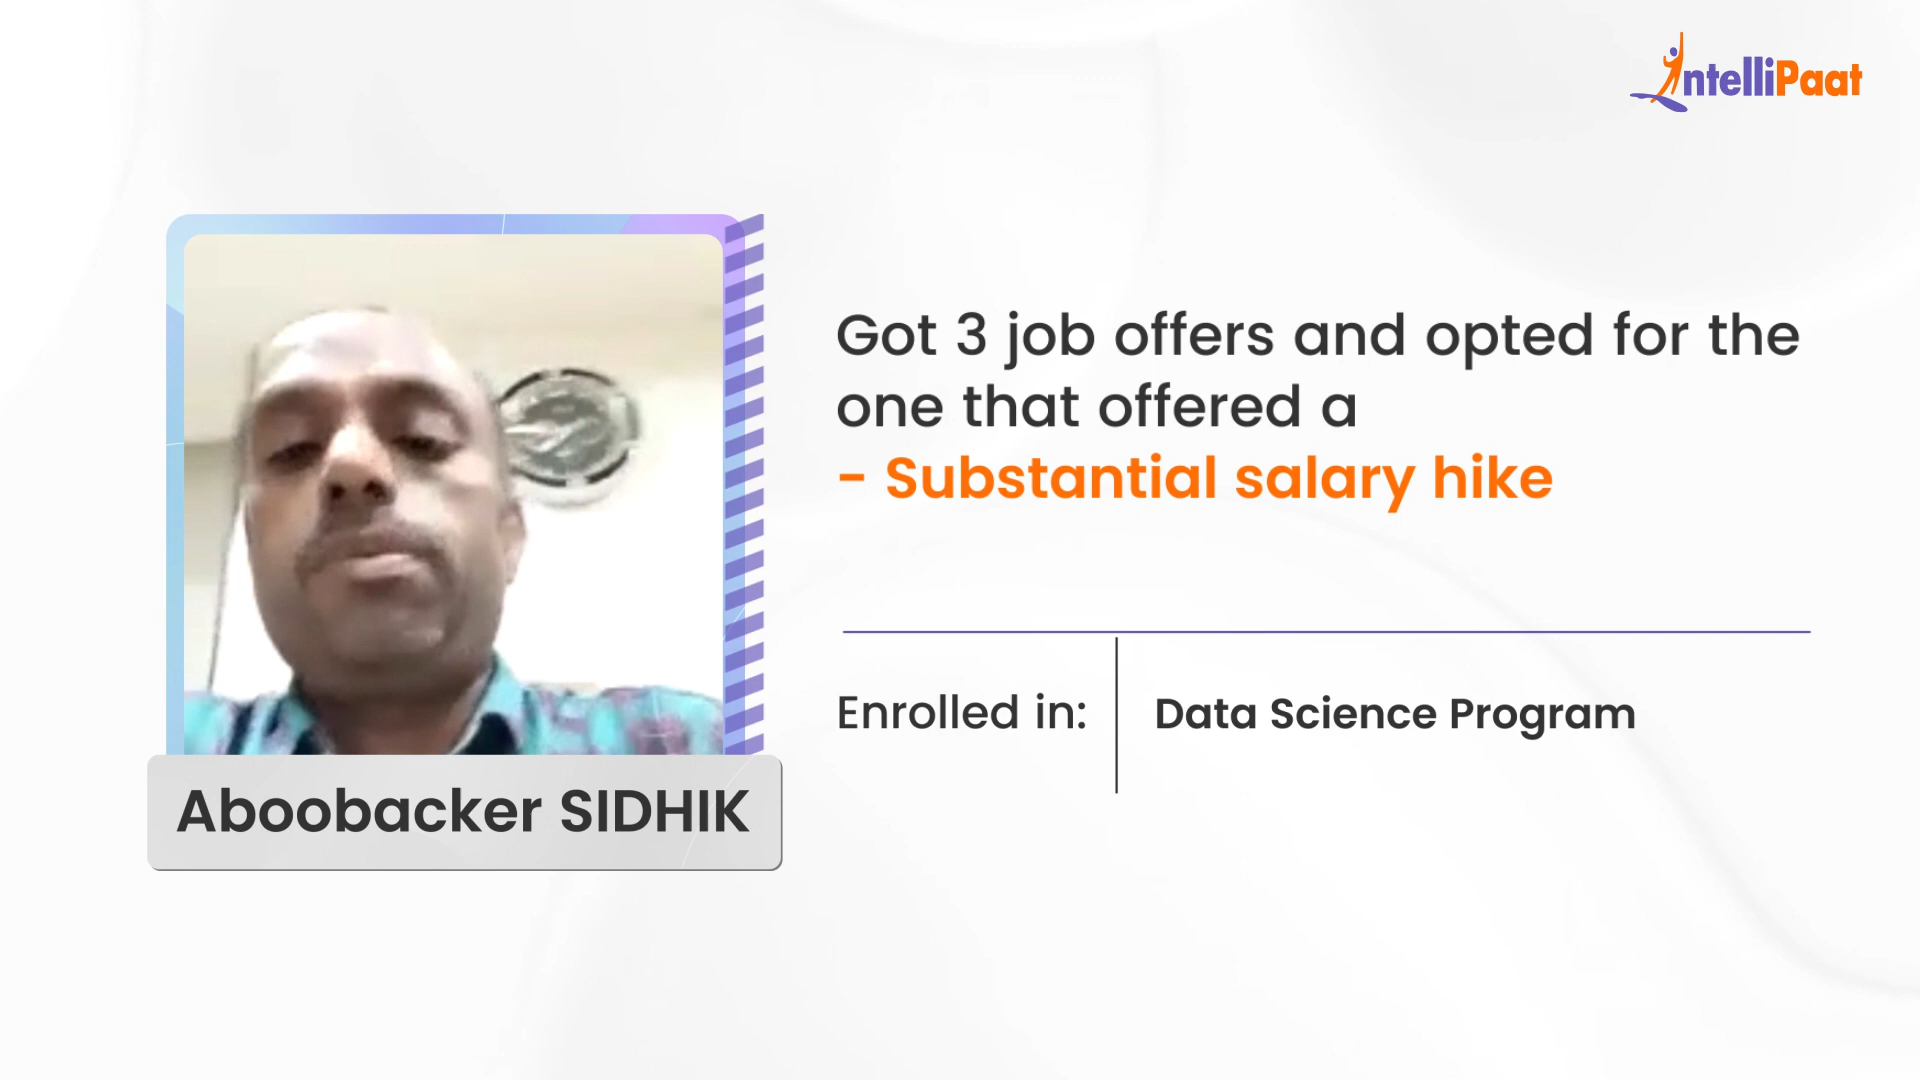 IntelliPaat
Got 3 job offers and opted for the
one that offered a
- Substantial salary hike
Enrolled in:
Data Science Program
Aboobacker SIDHIK